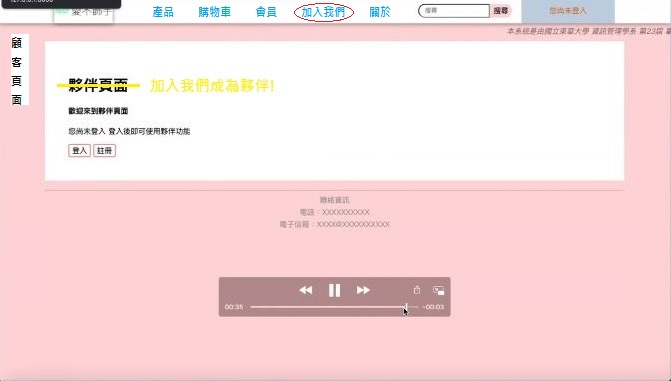 愛不飾手
產品 購物車 會員 加入我們 關於
搜尋 搜尋
您尚未登入
本系統是由國立東華大學 資訊管理學系 第23屆
顧
客
頁
面
夥伴頁面 加入我們成為夥伴!
歡迎來到夥伴頁面
您尚未登入 登入後即可使用夥伴功能
登入 註冊
聯絡資訊
電話：XXXXXXXXXX
電子信箱：XXXX@XXXXXXXXXX
00:35 -00:03